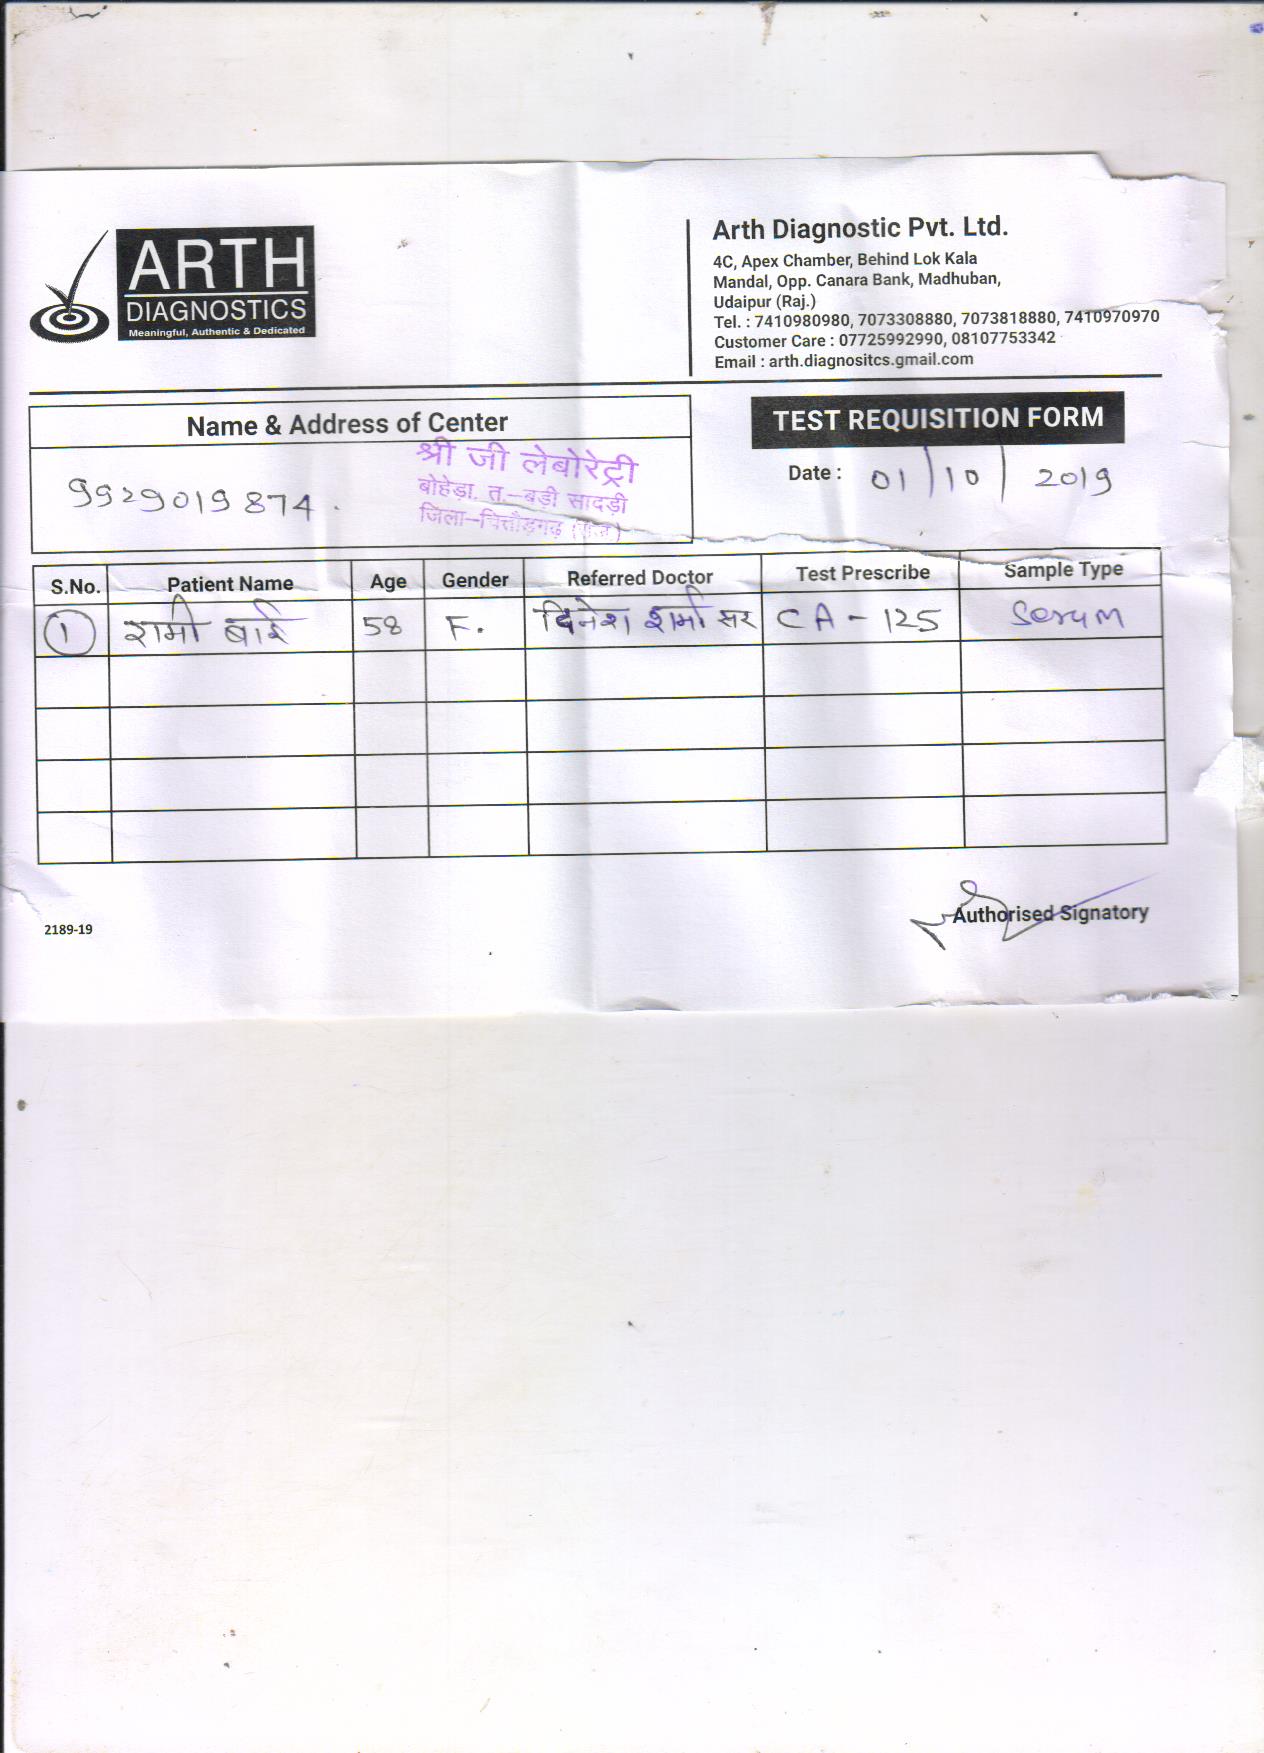 ARTH
DIAGNOSTICS
Meaningful, Authentic & Dedicated
Arth Diagnostic Pvt. Ltd.
4C, Apex Chamber, Behind Lok Kala
Mandal, Opp. Canara Bank, Madhuban,
Udaipur (Raj.)
Tel. : 7410980980, 7073308880, 7073818880, 7410970970
Customer Care : 07725992990, 08107753342
Email : arth.diagnositcs.gmail.com
Name & Address of Center
9929019874.
श्री जी लेबोरेट्री
बोहेड़ा. त.–बड़ी सादड़ी
जिला–चित्तौड़गढ़ (राज.)
TEST REQUISITION FORM
Date : 01/10/2019
S.No. Patient Name Age Gender Referred Doctor Test Prescribe Sample Type
1 रामी बाई 58 F. दिनेश शर्मा सर CA - 125 Serum
Authorised Signatory
2189-19